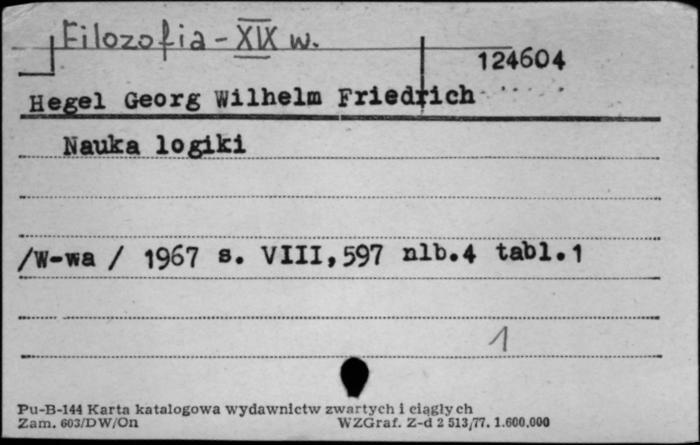 Filozofia - XIX w.
124604
Hegel Georg Wilhelm Friedrich
Nauka logiki
/W-wa / 1967 s. VIII,597 nlb.4 tabl.1
1
Pu-B-144 Karta katalogowa wydawnictw zwartych i ciągłych
Zam. 603/DW/On WZGraf. Z-d 2 513/77. 1.600.000